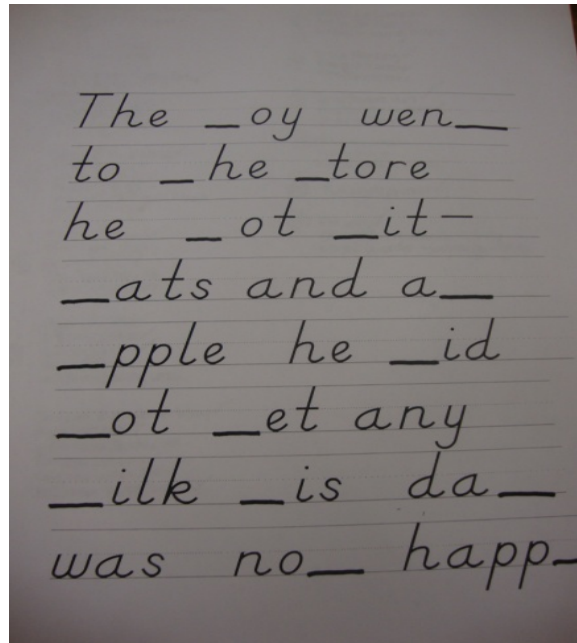 The _oy wen_
to _he _tore
he _ot _it-
_ats and a_
_pple he _id
_ot _et any
_ilk _is da_
was no_ happ_